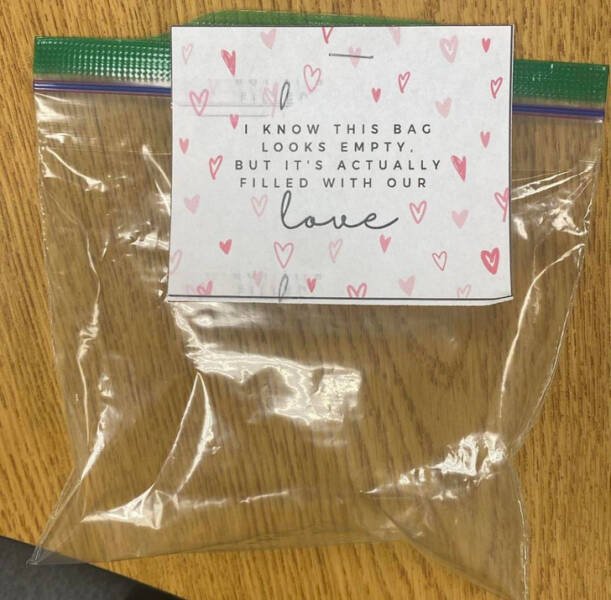 I KNOW THIS BAG
LOOKS EMPTY,
BUT IT'S ACTUALLY
FILLED WITH OUR
love